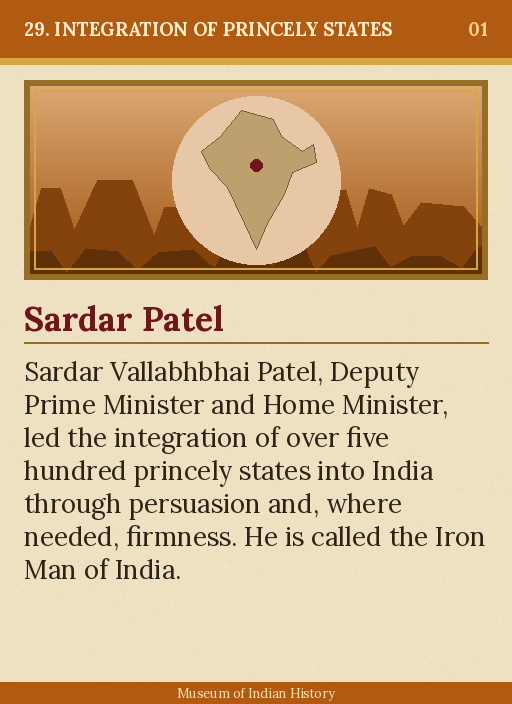 29. INTEGRATION OF PRINCELY STATES 01
Sardar Patel
Sardar Vallabhbhai Patel, Deputy
Prime Minister and Home Minister,
led the integration of over five
hundred princely states into India
through persuasion and, where
needed, firmness. He is called the Iron
Man of India.
Museum of Indian History